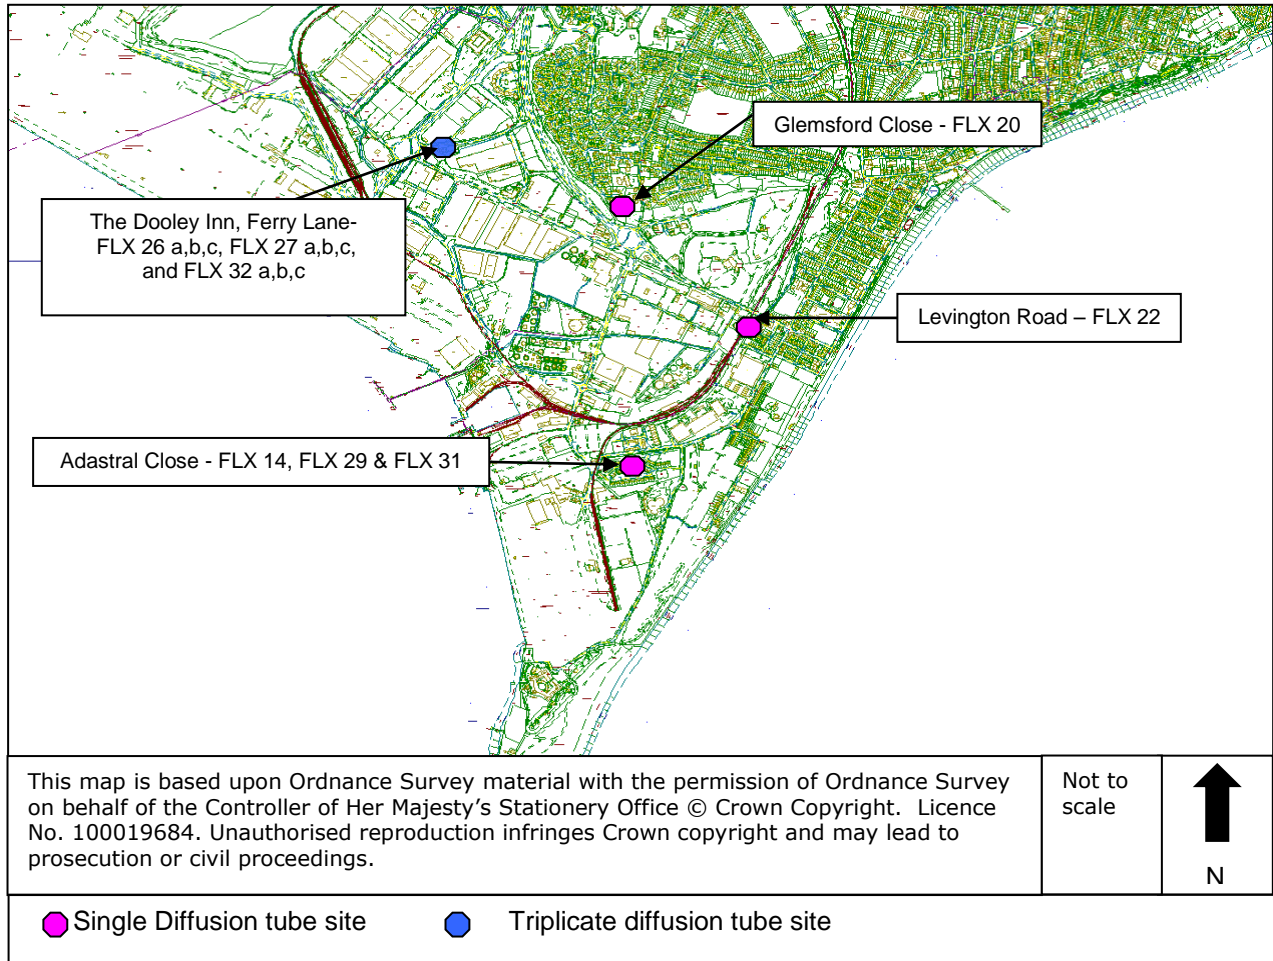 Glemsford Close - FLX 20
The Dooley Inn, Ferry Lane-
FLX 26 a,b,c, FLX 27 a,b,c,
and FLX 32 a,b,c
Levington Road – FLX 22
Adastral Close - FLX 14, FLX 29 & FLX 31
This map is based upon Ordnance Survey material with the permission of Ordnance Survey
on behalf of the Controller of Her Majesty's Stationery Office © Crown Copyright.  Licence
No. 100019684. Unauthorised reproduction infringes Crown copyright and may lead to
prosecution or civil proceedings.
Not to
scale
N
Single Diffusion tube site
Triplicate diffusion tube site